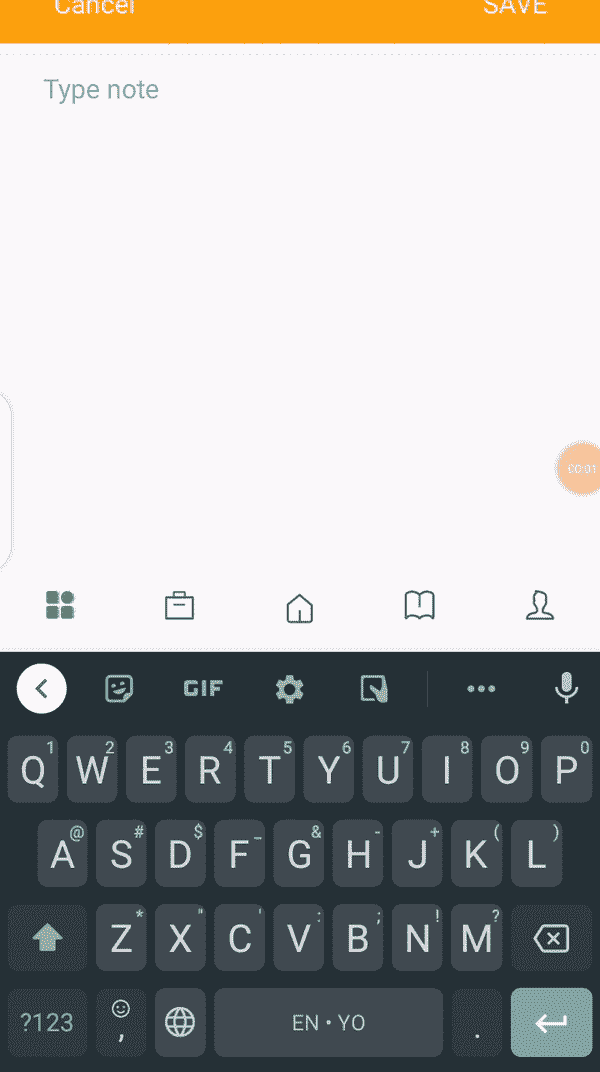 Cancel SAVE
Type note
00:01
GIF
1 2 3 4 5 6 7 8 9 0
Q W E R T Y U I O P
@ # $ _ & - + ( )
A S D F G H J K L
* " ' : ; ! ?
Z X C V B N M
?123 , EN • YO .